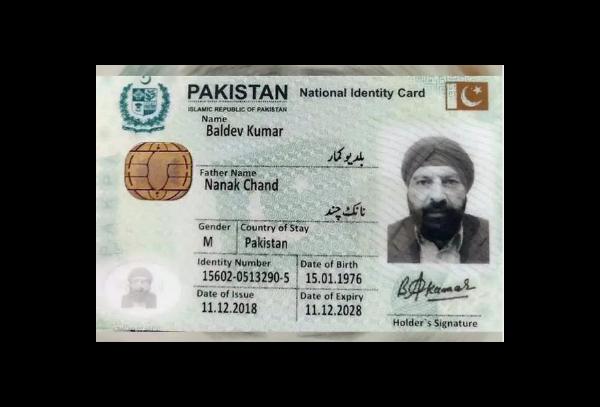 PAKISTAN National Identity Card
ISLAMIC REPUBLIC OF PAKISTAN
Name
Baldev Kumar
بلدیو کمار
Father Name
Nanak Chand
نانک چند
Gender Country of Stay
M Pakistan
Identity Number Date of Birth
15602-0513290-5 15.01.1976
Date of Issue Date of Expiry
11.12.2018 11.12.2028
Holder`s Signature